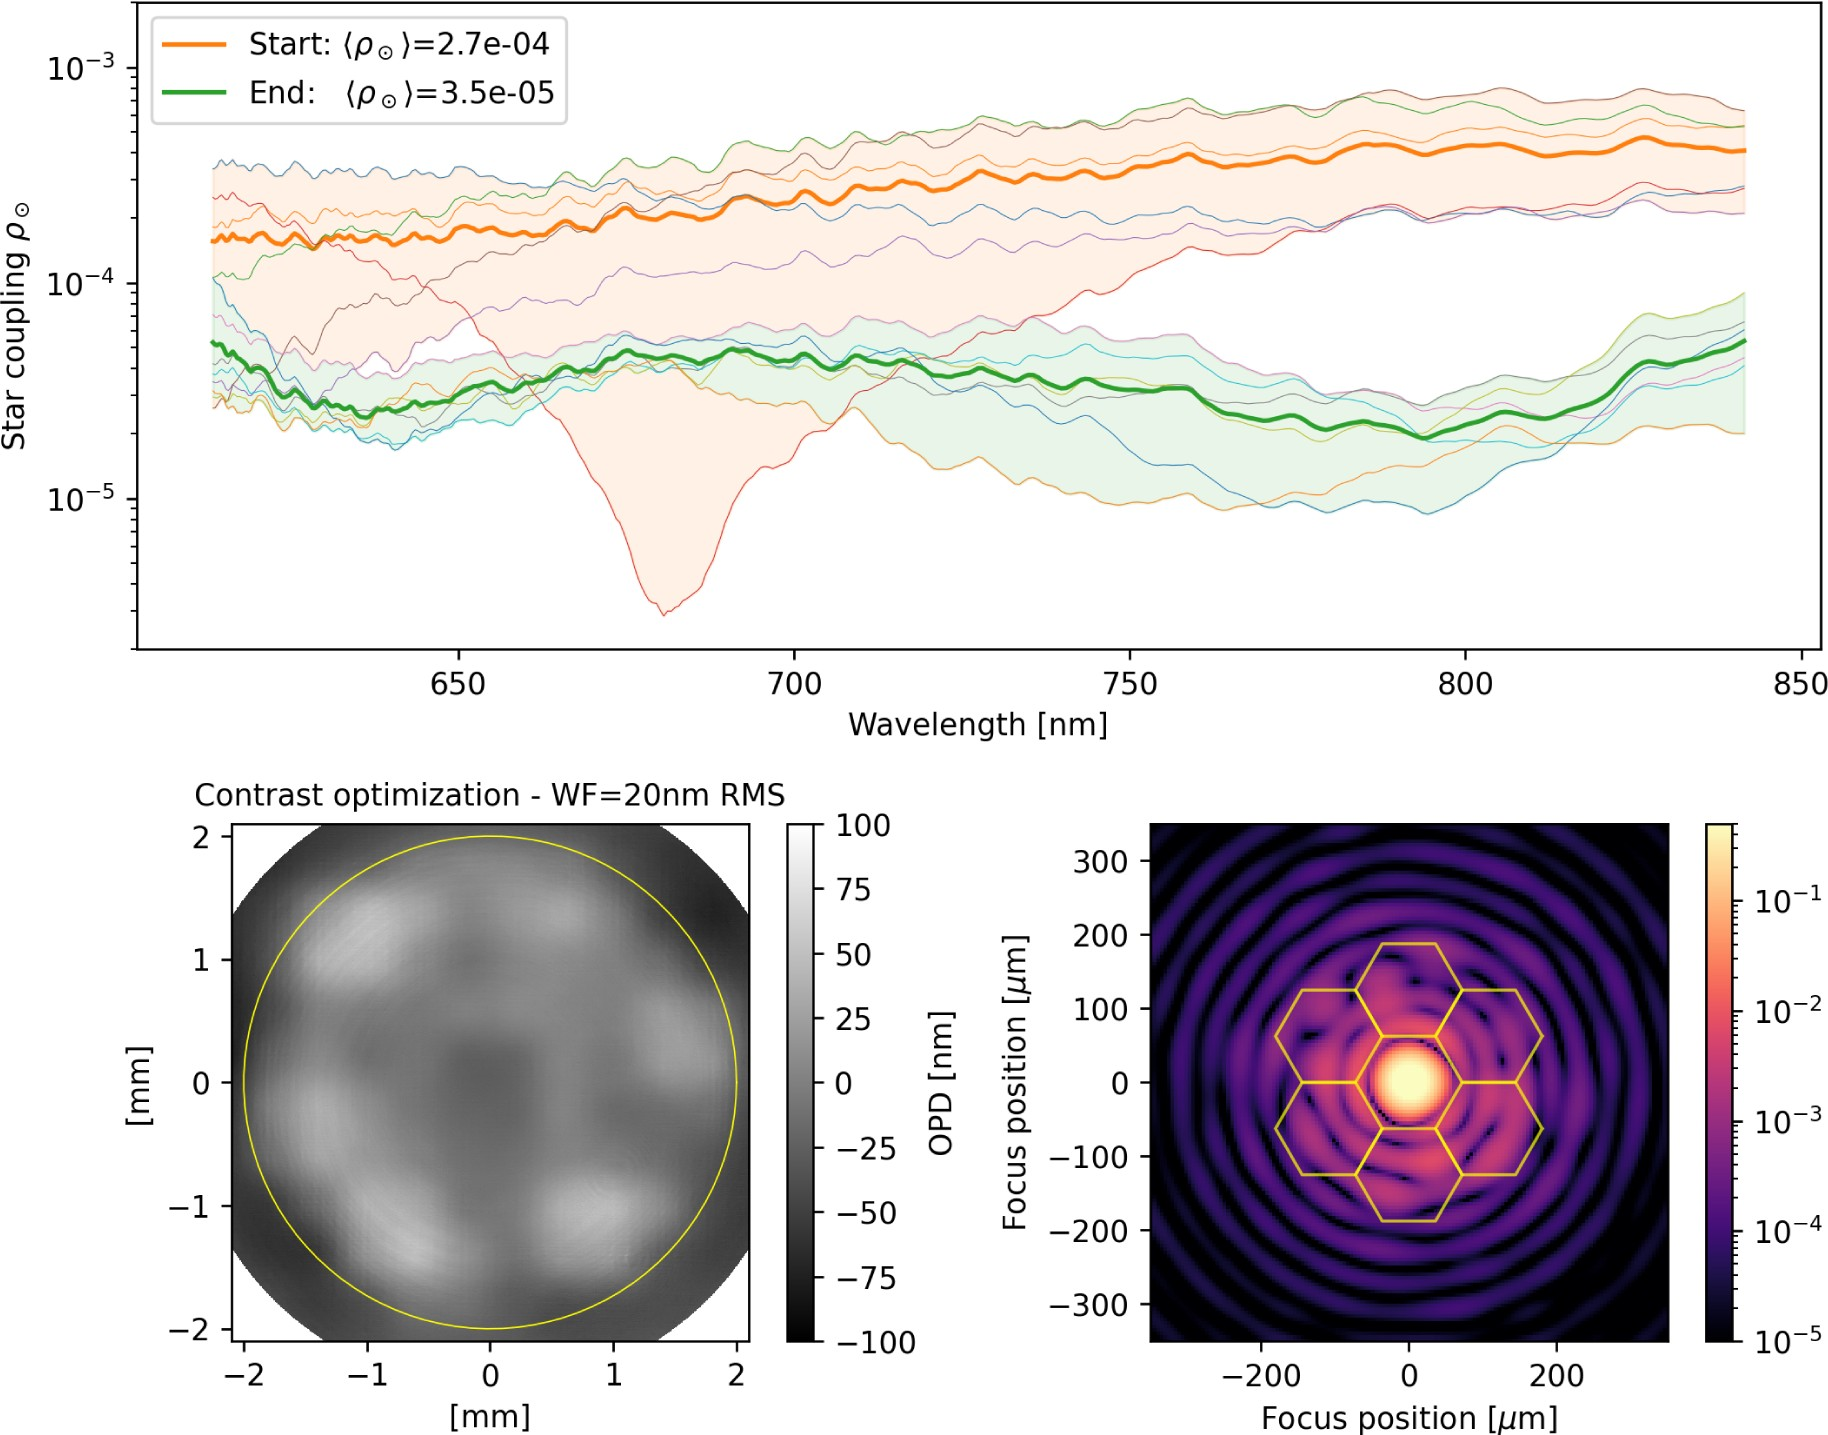 Start: ⟨ρ⊙⟩=2.7e-04
End: ⟨ρ⊙⟩=3.5e-05
Star coupling ρ⊙
10⁻³
10⁻⁴
10⁻⁵
650 700 750 800 850
Wavelength [nm]
Contrast optimization - WF=20nm RMS
[mm]
2
1
0
−1
−2
−2 −1 0 1 2
[mm]
100
75
50
25
0
−25
−50
−75
−100
OPD [nm]
Focus position [μm]
300
200
100
0
−100
−200
−300
−200 0 200
Focus position [μm]
10⁻¹
10⁻²
10⁻³
10⁻⁴
10⁻⁵